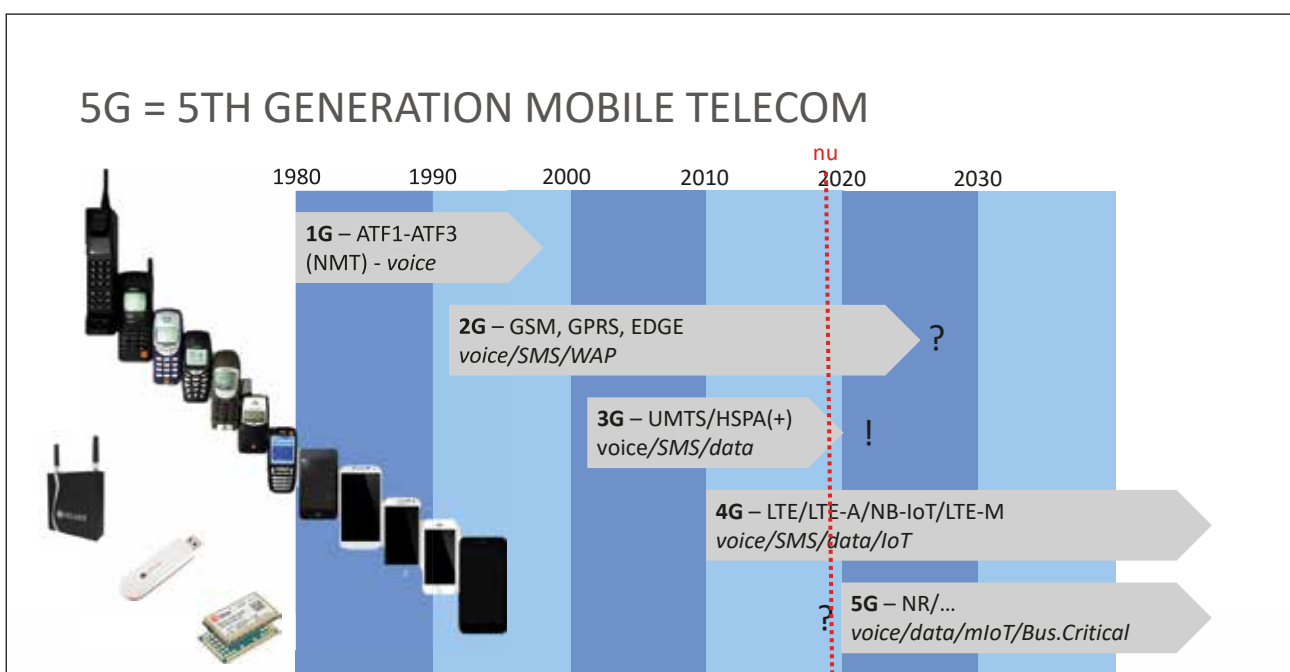 5G = 5TH GENERATION MOBILE TELECOM
nu
1980 1990 2000 2010 2020 2030
1G – ATF1-ATF3
(NMT) - voice
2G – GSM, GPRS, EDGE
voice/SMS/WAP
?
3G – UMTS/HSPA(+)
voice/SMS/data
!
4G – LTE/LTE-A/NB-IoT/LTE-M
voice/SMS/data/IoT
?
5G – NR/...
voice/data/mIoT/Bus.Critical